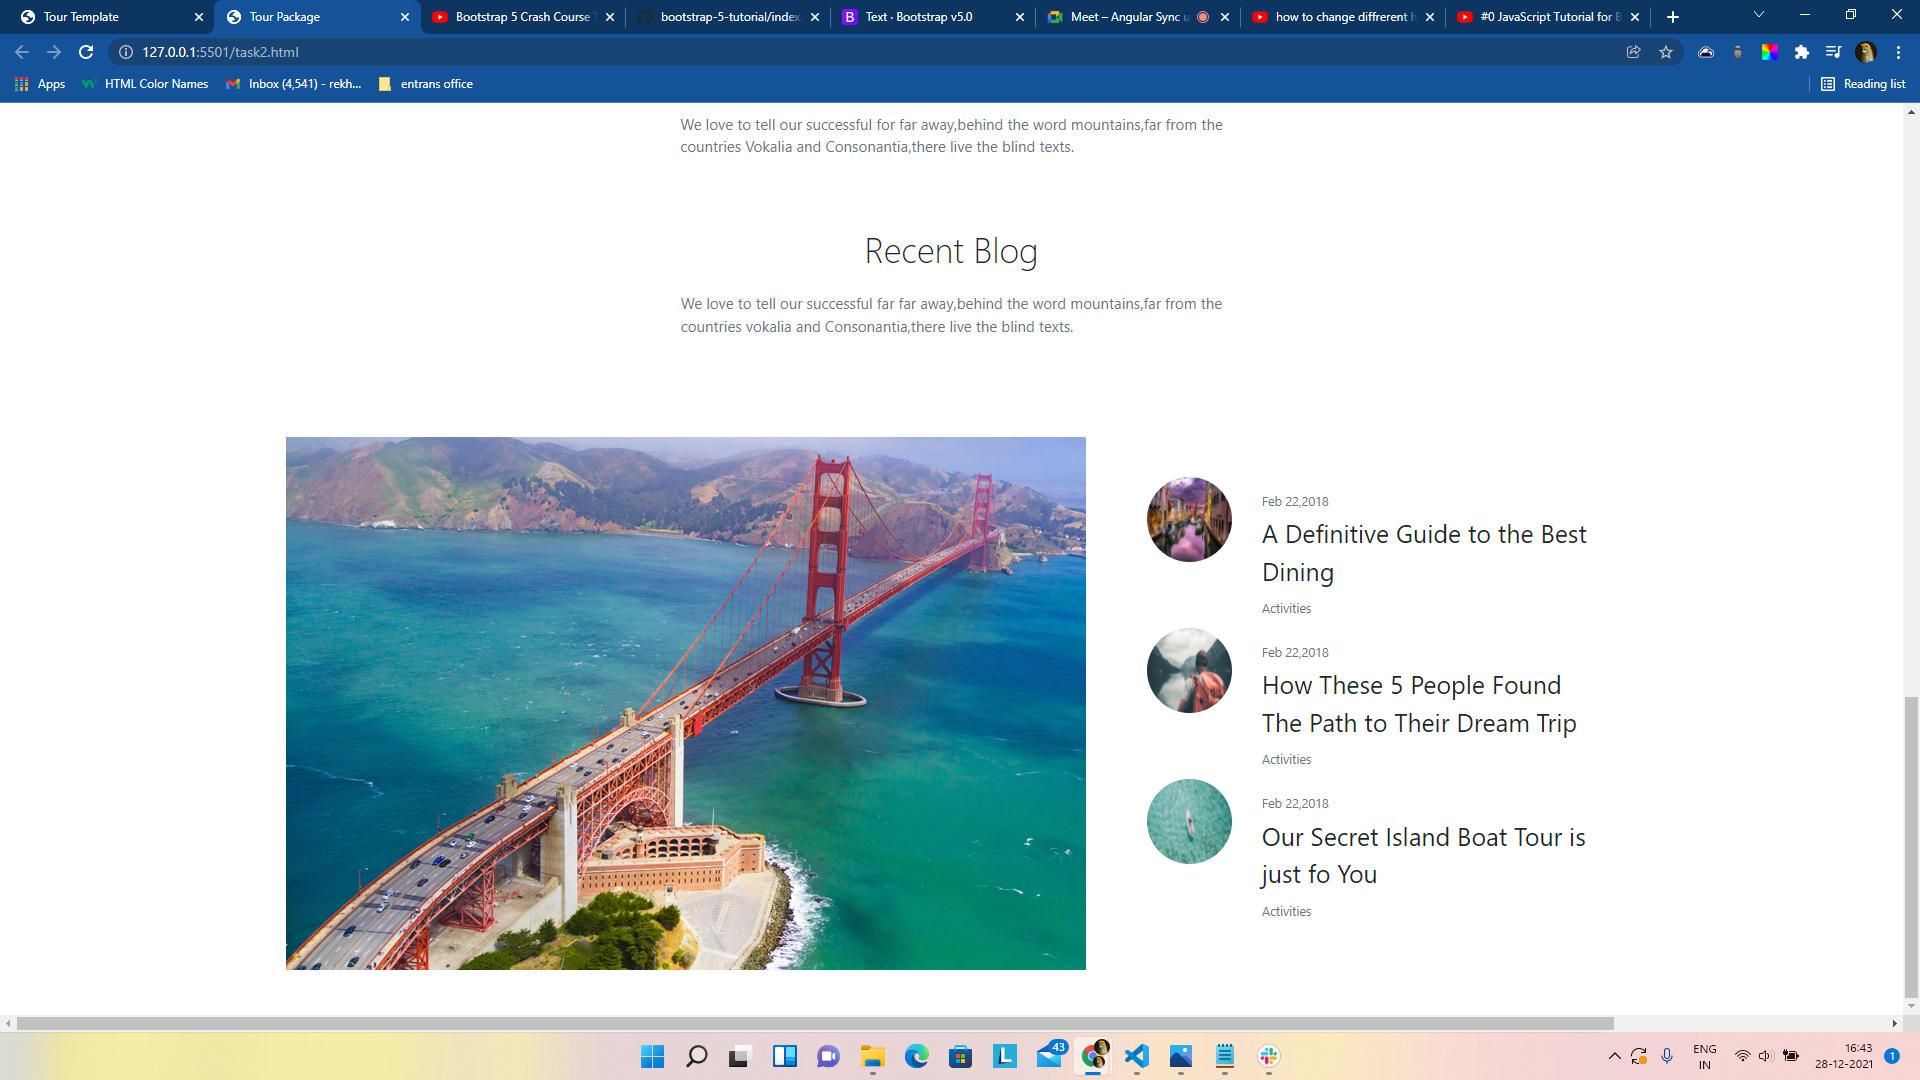 Tour Template
Tour Package
Bootstrap 5 Crash Course
bootstrap-5-tutorial/index.
Text · Bootstrap v5.0
Meet – Angular Sync u
how to change diffrerent h
#0 JavaScript Tutorial for B
127.0.0.1:5501/task2.html
Apps
HTML Color Names
Inbox (4,541) - rekh...
entrans office
Reading list
We love to tell our successful for far away,behind the word mountains,far from the
countries Vokalia and Consonantia,there live the blind texts.
Recent Blog
We love to tell our successful far far away,behind the word mountains,far from the
countries vokalia and Consonantia,there live the blind texts.
Feb 22,2018
A Definitive Guide to the Best
Dining
Activities
Feb 22,2018
How These 5 People Found
The Path to Their Dream Trip
Activities
Feb 22,2018
Our Secret Island Boat Tour is
just fo You
Activities
L
43
ENG
IN
16:43
28-12-2021
1